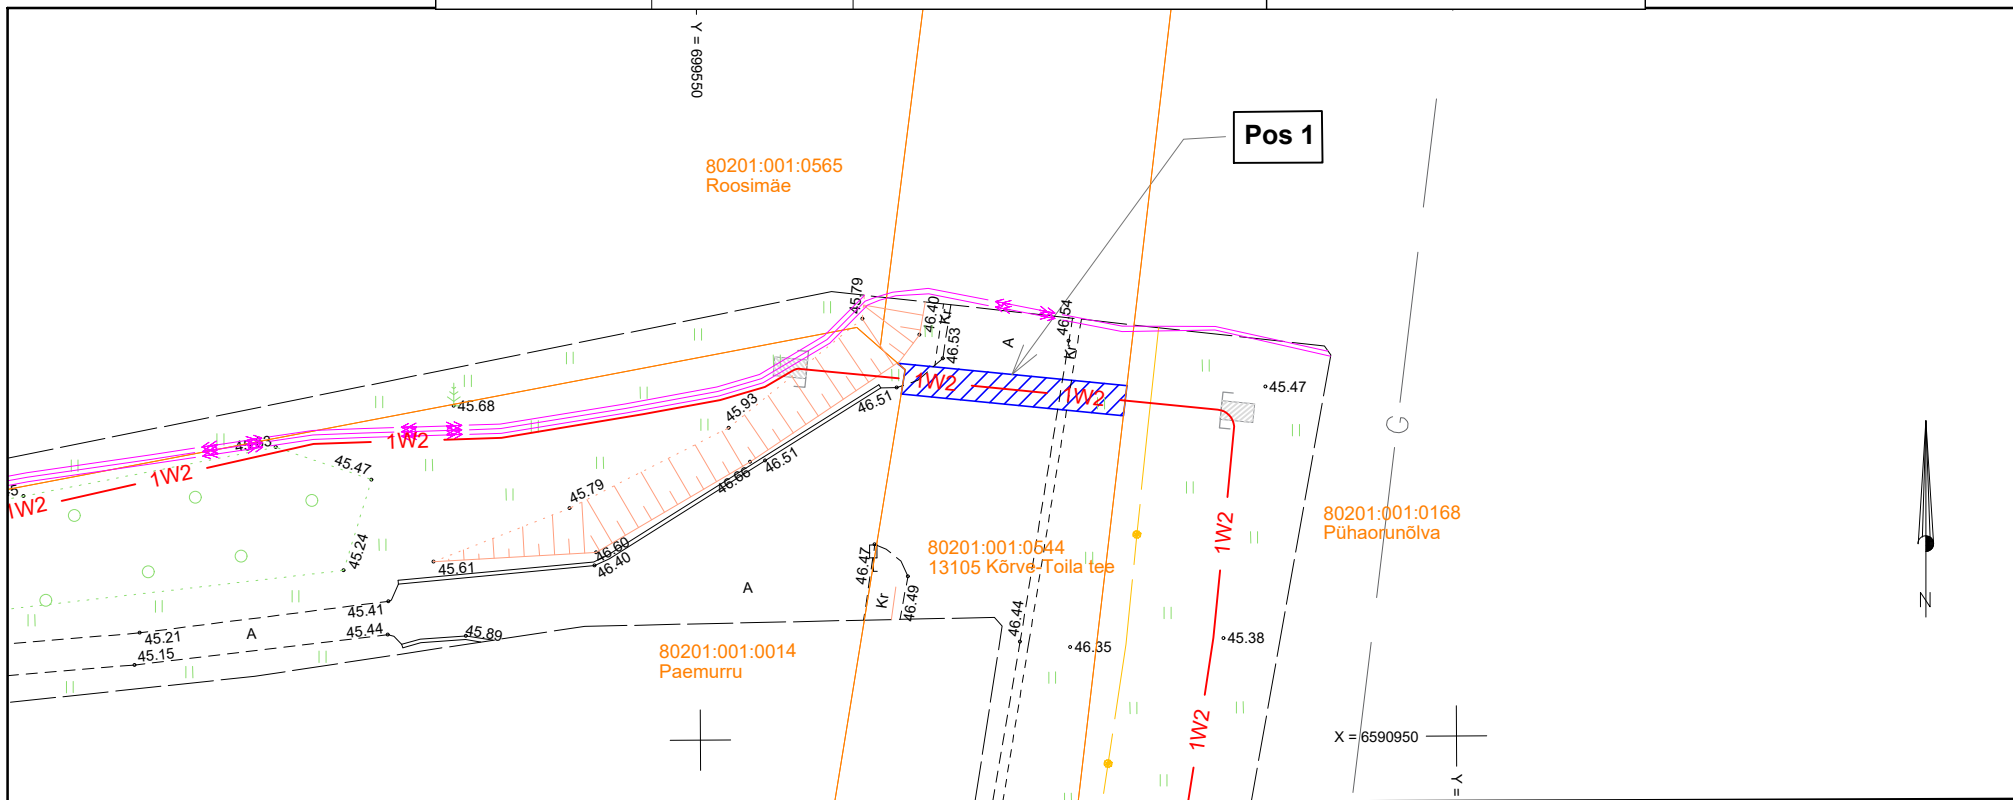 Y = 699550
Pos 1
80201:001:0565
Roosimäe
45.79
46.40
Kr
46.53
46.54
Kr
A
1W2
1W2
45.47
45.68
45.93
46.51
1W2
1W2
1W2
45.47
46.66
46.51
45.79
G
80201:001:0168
Pühaorunõlva
1W2
45.24
45.61
46.60
46.40
46.47
80201:001:0544
13105 Kõrve-Toila tee
A
Kr
46.49
45.41
45.44
45.21
A
45.89
45.15
46.44
46.35
45.38
80201:001:0014
Paemurru
1W2
X = 6590950
Y =
N